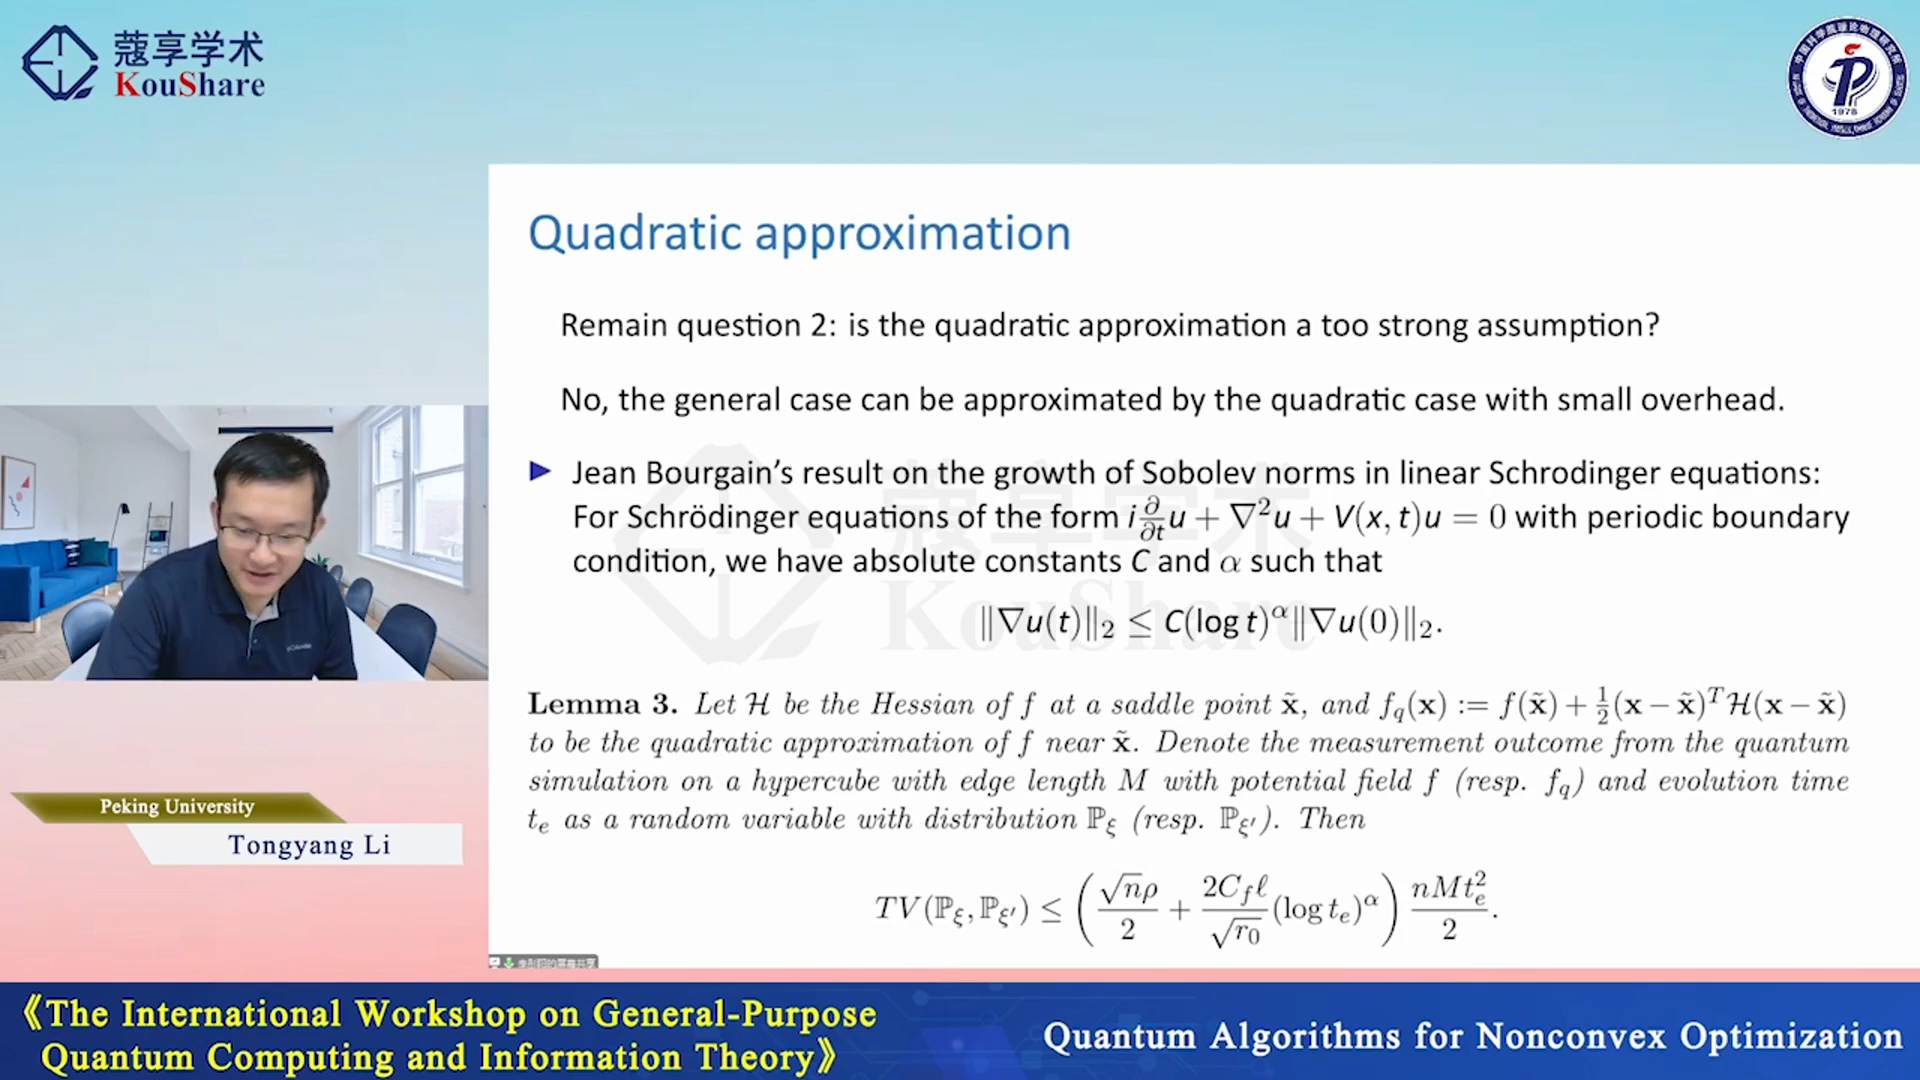 蔻享学术
KouShare
1978
Quadratic approximation
Remain question 2: is the quadratic approximation a too strong assumption?
No, the general case can be approximated by the quadratic case with small overhead.
▶ Jean Bourgain's result on the growth of Sobolev norms in linear Schrodinger equations:
For Schrödinger equations of the form i ∂/∂t u + ∇²u + V(x, t)u = 0 with periodic boundary
condition, we have absolute constants C and α such that
‖∇u(t)‖₂ ≤ C(log t)^α‖∇u(0)‖₂.
Lemma 3. Let ℋ be the Hessian of f at a saddle point x̃, and f_q(x) := f(x̃) + ½(x − x̃)^T ℋ(x − x̃)
to be the quadratic approximation of f near x̃. Denote the measurement outcome from the quantum
simulation on a hypercube with edge length M with potential field f (resp. f_q) and evolution time
t_e as a random variable with distribution ℙ_ξ (resp. ℙ_ξ′). Then
TV(ℙ_ξ, ℙ_ξ′) ≤ (√nρ/2 + 2C_f ℓ/√r₀ (log t_e)^α) nMt_e²/2.
Peking University
Tongyang Li
《The International Workshop on General-Purpose
Quantum Computing and Information Theory》
Quantum Algorithms for Nonconvex Optimization